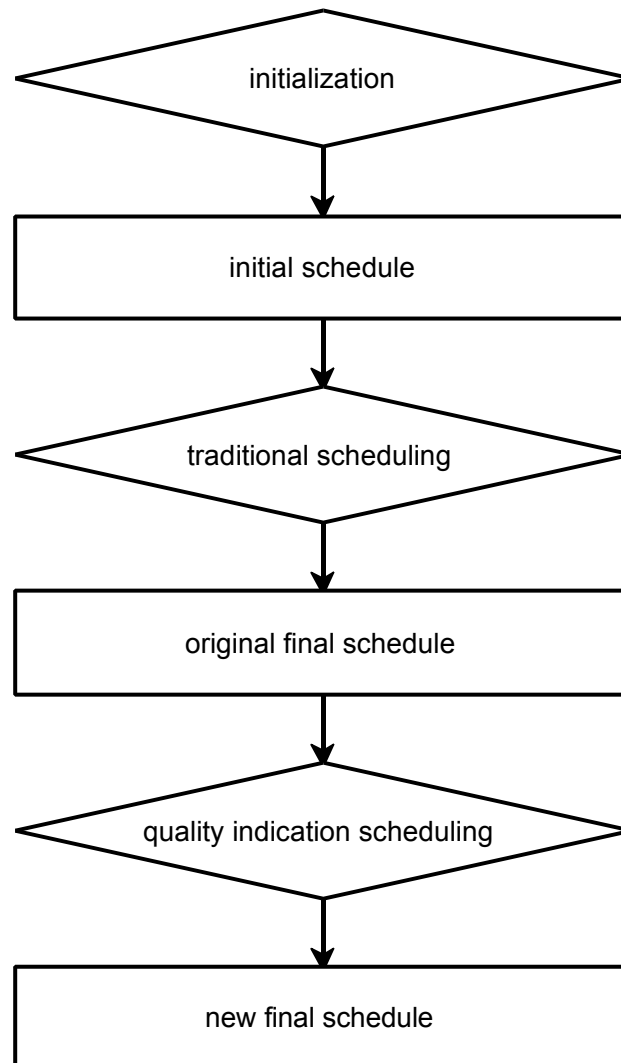 initialization
initial schedule
traditional scheduling
original final schedule
quality indication scheduling
new final schedule